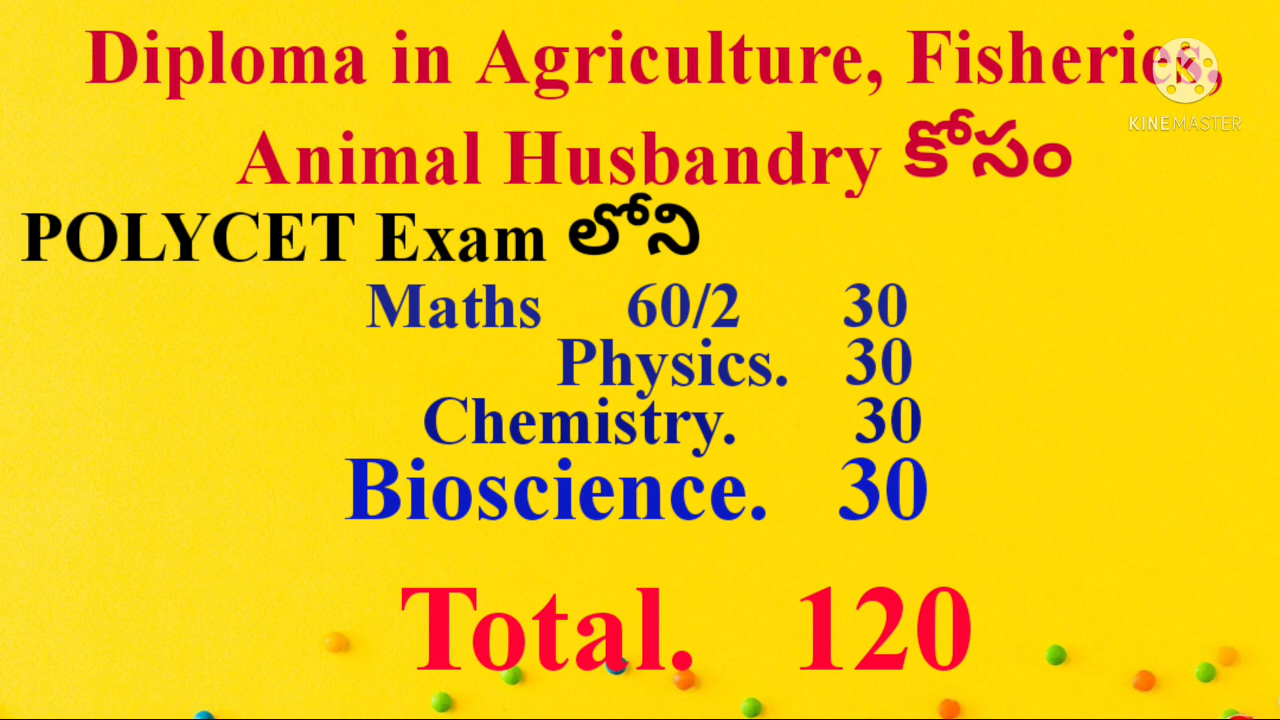 Diploma in Agriculture, Fisheries,
KINEMASTER
Animal Husbandry కోసం
POLYCET Exam లోని
Maths 60/2 30
Physics. 30
Chemistry. 30
Bioscience. 30
Total. 120